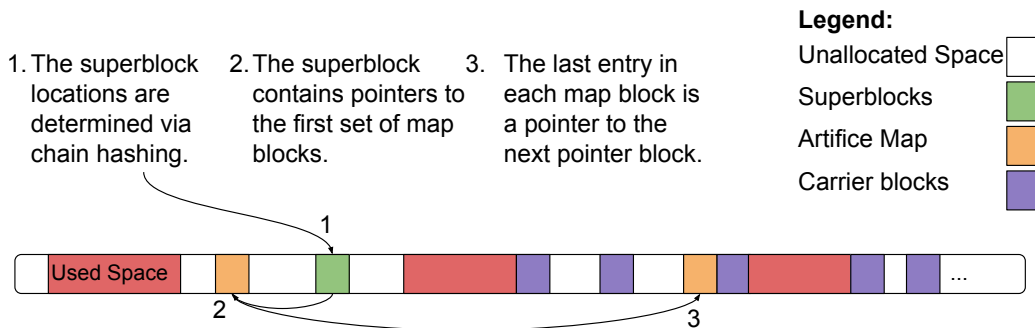 1. The superblock
locations are
determined via
chain hashing.
2. The superblock
contains pointers to
the first set of map
blocks.
3. The last entry in
each map block is
a pointer to the
next pointer block.
Legend:
Unallocated Space
Superblocks
Artifice Map
Carrier blocks
1
Used Space
...
2
3